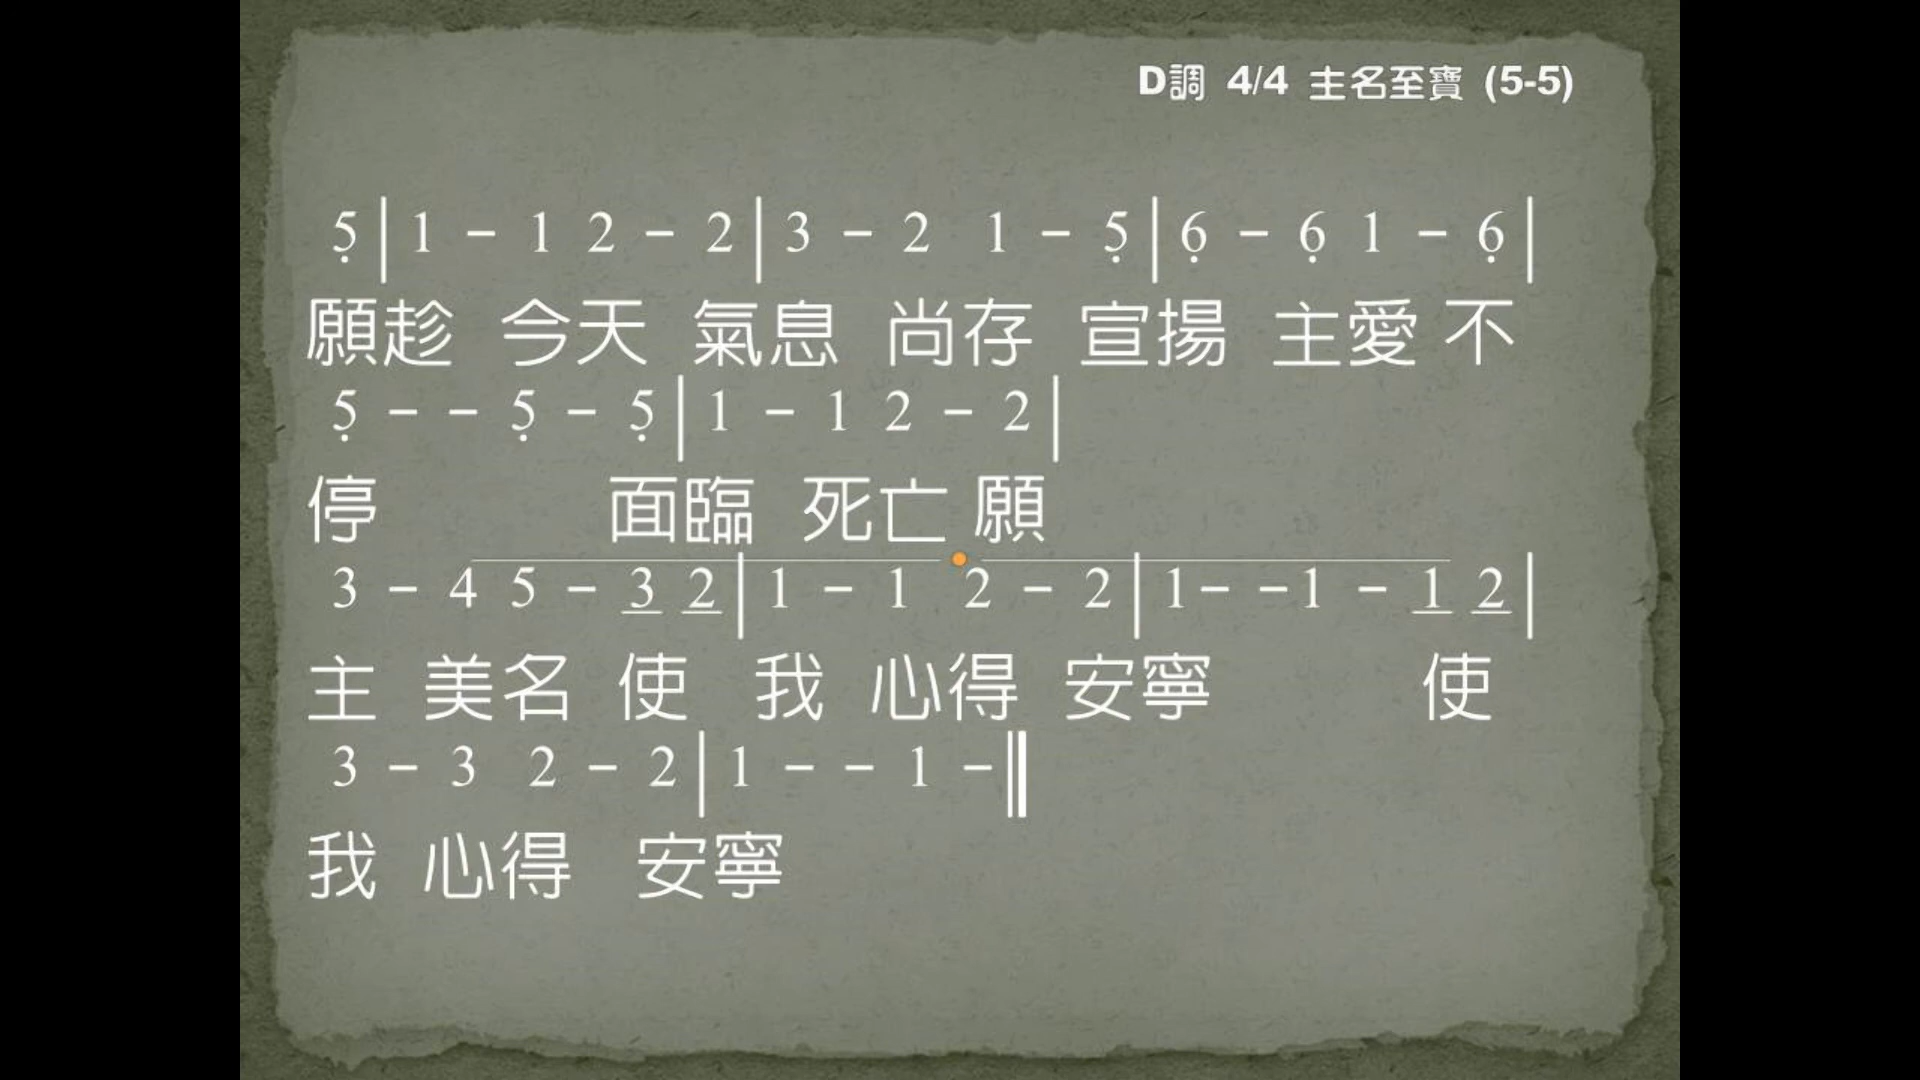 D調 4/4 主名至寶 (5-5)
5̣ | 1 – 1 2 – 2 | 3 – 2 1 – 5̣ | 6̣ – 6̣ 1 – 6̣ |
願趁 今天 氣息 尚存 宣揚 主愛 不
5̣ – – 5̣ – 5̣ | 1 – 1 2 – 2 |
停 面臨 死亡 願
3 – 4 5 – 3̲ 2̲ | 1 – 1 2 – 2 | 1 – – 1 – 1̲ 2̲ |
主 美名 使 我 心得 安寧 使
3 – 3 2 – 2 | 1 – – 1 – ‖
我 心得 安寧